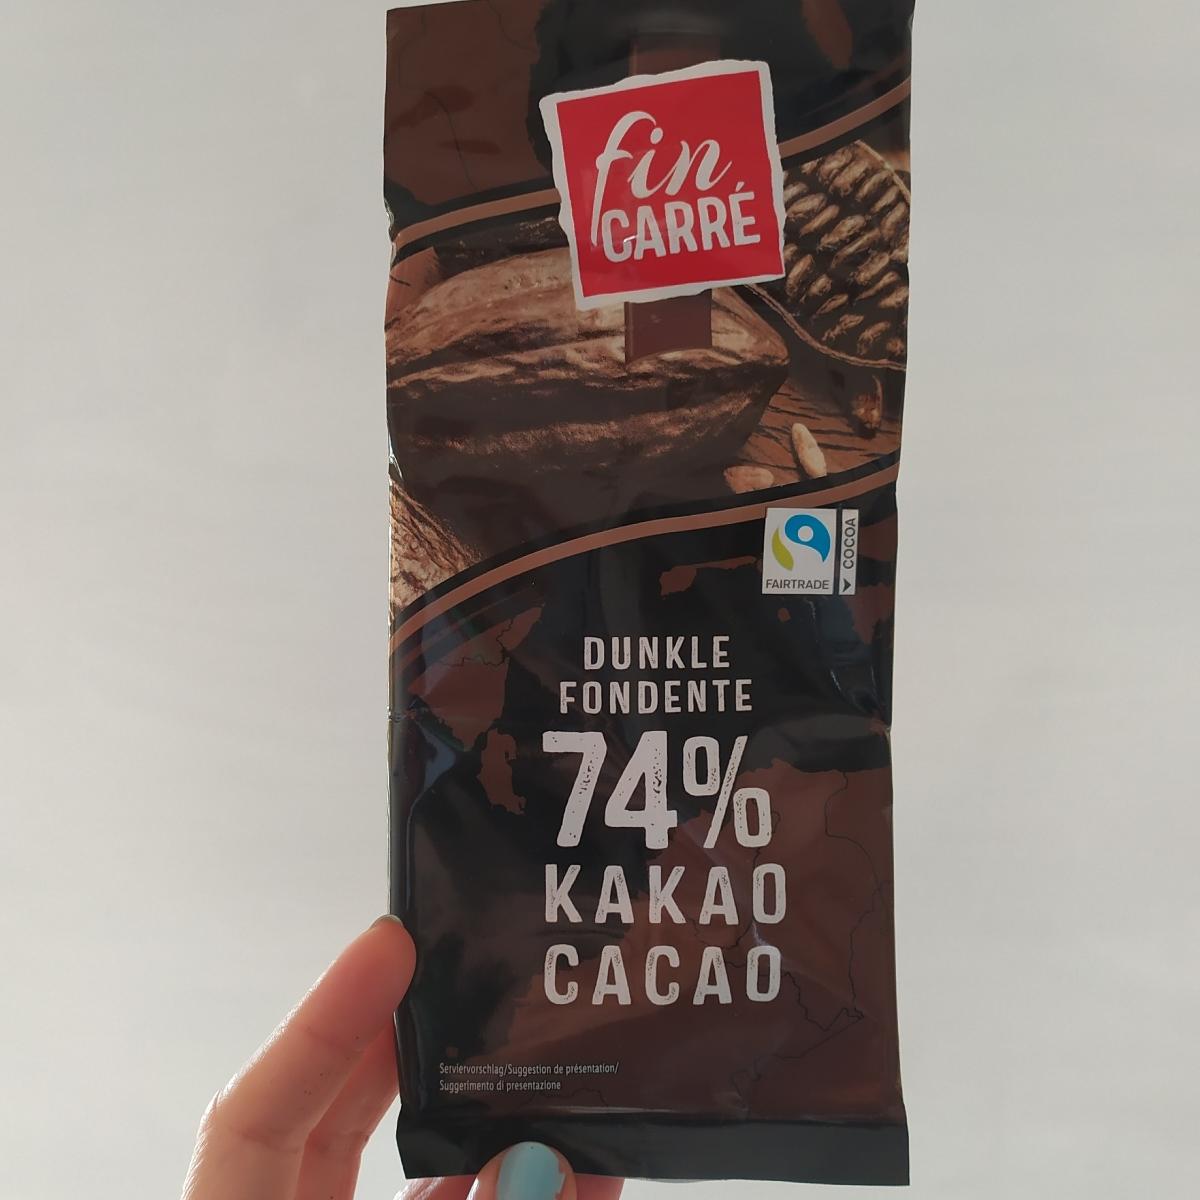 fin
CARRÉ
FAIRTRADE
COCOA
DUNKLE
FONDENTE
74%
KAKAO
CACAO
Serviervorschlag/Suggestion de présentation/
Suggerimento di presentazione